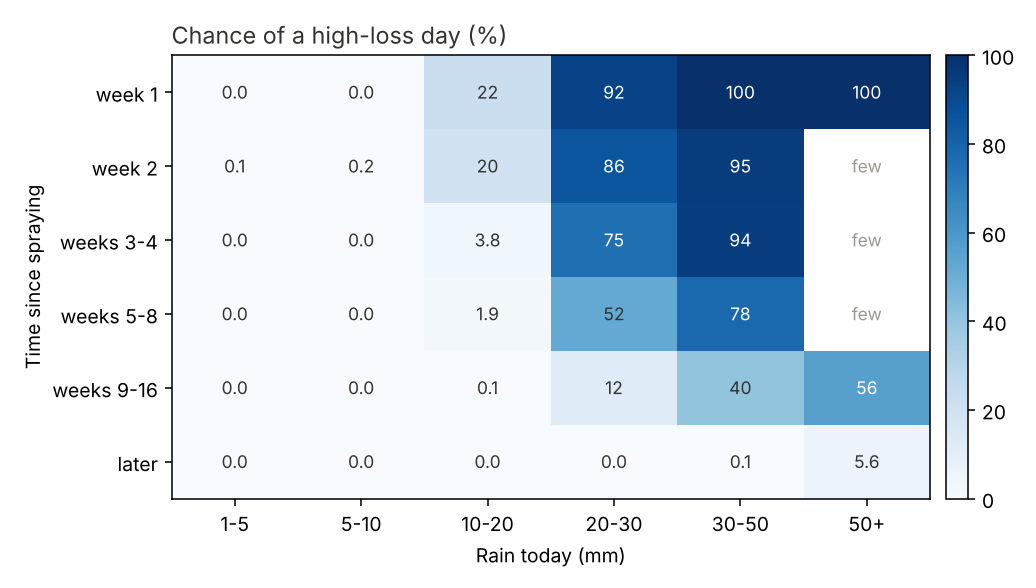 Chance of a high-loss day (%)
Time since spraying
week 1 0.0 0.0 22 92 100 100
week 2 0.1 0.2 20 86 95 few
weeks 3-4 0.0 0.0 3.8 75 94 few
weeks 5-8 0.0 0.0 1.9 52 78 few
weeks 9-16 0.0 0.0 0.1 12 40 56
later 0.0 0.0 0.0 0.0 0.1 5.6
1-5 5-10 10-20 20-30 30-50 50+
Rain today (mm)
100
80
60
40
20
0